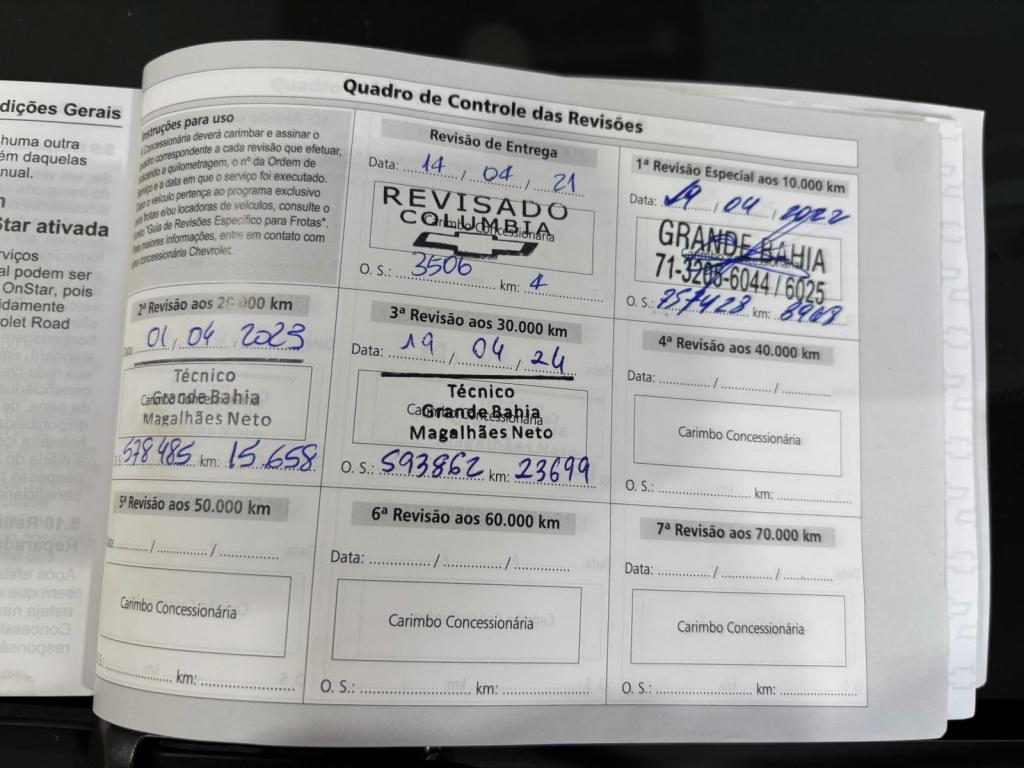 dições Gerais
huma outra
ém daquelas
nual.
Star ativada
rviços
al podem ser
OnStar, pois
idamente
rolet Road
Quadro de Controle das Revisões
Instruções para uso
Concessionária deverá carimbar e assinar o
quadro correspondente a cada revisão que efetuar,
indicando a quilometragem, o nº da Ordem de
Serviço e a data em que o serviço foi executado.
Caso o veículo pertença ao programa exclusivo
para frotas e/ou locadoras de veículos, consulte o
"Guia de Revisões Específico para Frotas".
Para maiores informações, entre em contato com
uma concessionária Chevrolet.
Revisão de Entrega
Data: 14 / 04 / 21
REVISADO
COLUMBIA
Carimbo Concessionária
O. S.: 3506 km: 4
1ª Revisão Especial aos 10.000 km
Data: / 04 / 2022
GRANDE BAHIA
71-3206-6044 / 6025
O. S.: km:
2ª Revisão aos 20.000 km
Data: 01 / 04 / 2023
Técnico
Grande Bahia
Carimbo Concessionária
Magalhães Neto
578485 km: 15.658
3ª Revisão aos 30.000 km
Data: 19 / 04 / 24
Técnico
Grande Bahia
Carimbo Concessionária
Magalhães Neto
O. S.: 593862 km: 23699
4ª Revisão aos 40.000 km
Data: / /
Carimbo Concessionária
O. S.: km:
5ª Revisão aos 50.000 km
/ /
Carimbo Concessionária
S.: km:
6ª Revisão aos 60.000 km
Data: / /
Carimbo Concessionária
O. S.: km:
7ª Revisão aos 70.000 km
Data: / /
Carimbo Concessionária
O. S.: km: